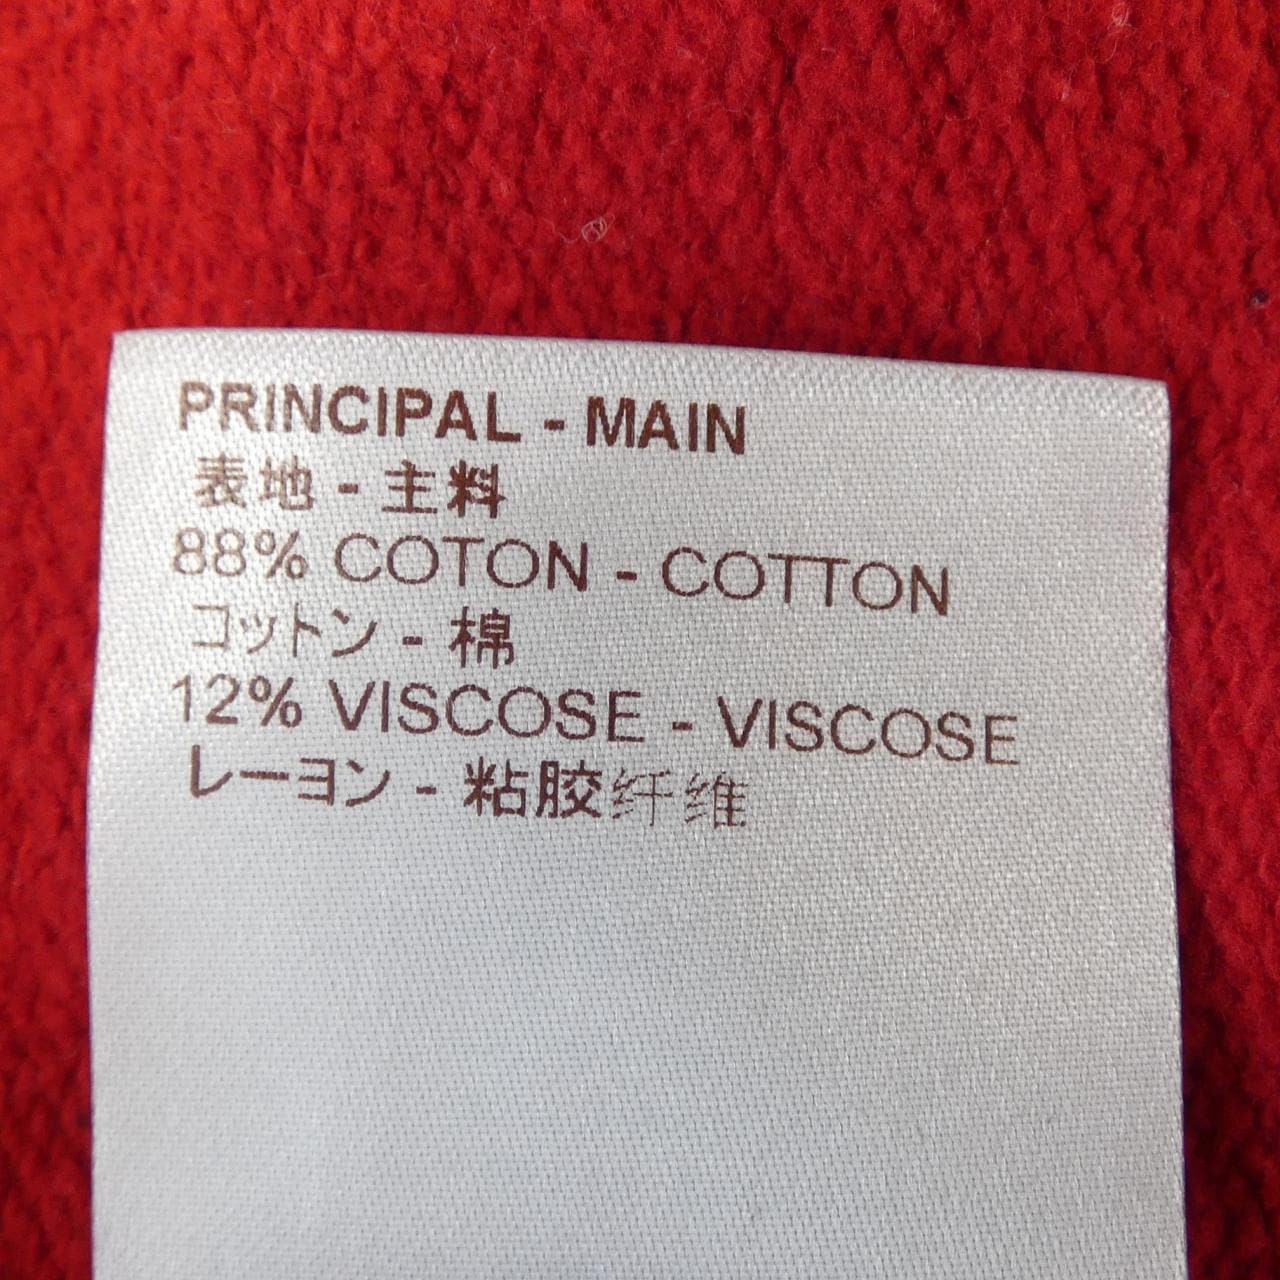 PRINCIPAL - MAIN
表地 - 主料
88% COTON - COTTON
コットン - 棉
12% VISCOSE - VISCOSE
レーヨン - 粘胶纤维